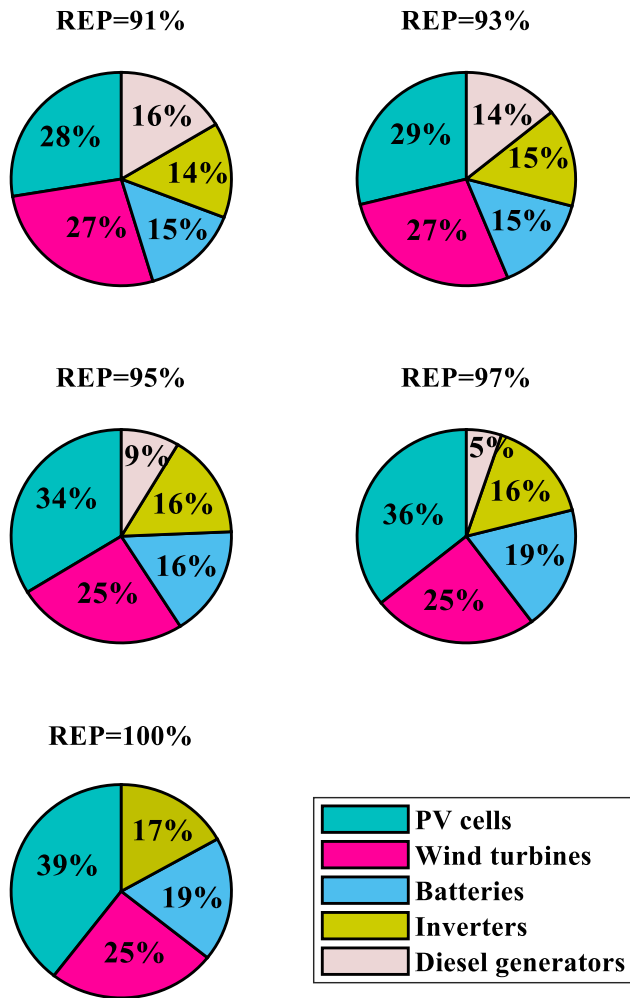 REP=91%
28%
16%
14%
27%
15%
REP=93%
29%
14%
15%
27%
15%
REP=95%
34%
9%
16%
25%
16%
REP=97%
36%
5%
16%
25%
19%
REP=100%
39%
17%
19%
25%
PV cells
Wind turbines
Batteries
Inverters
Diesel generators